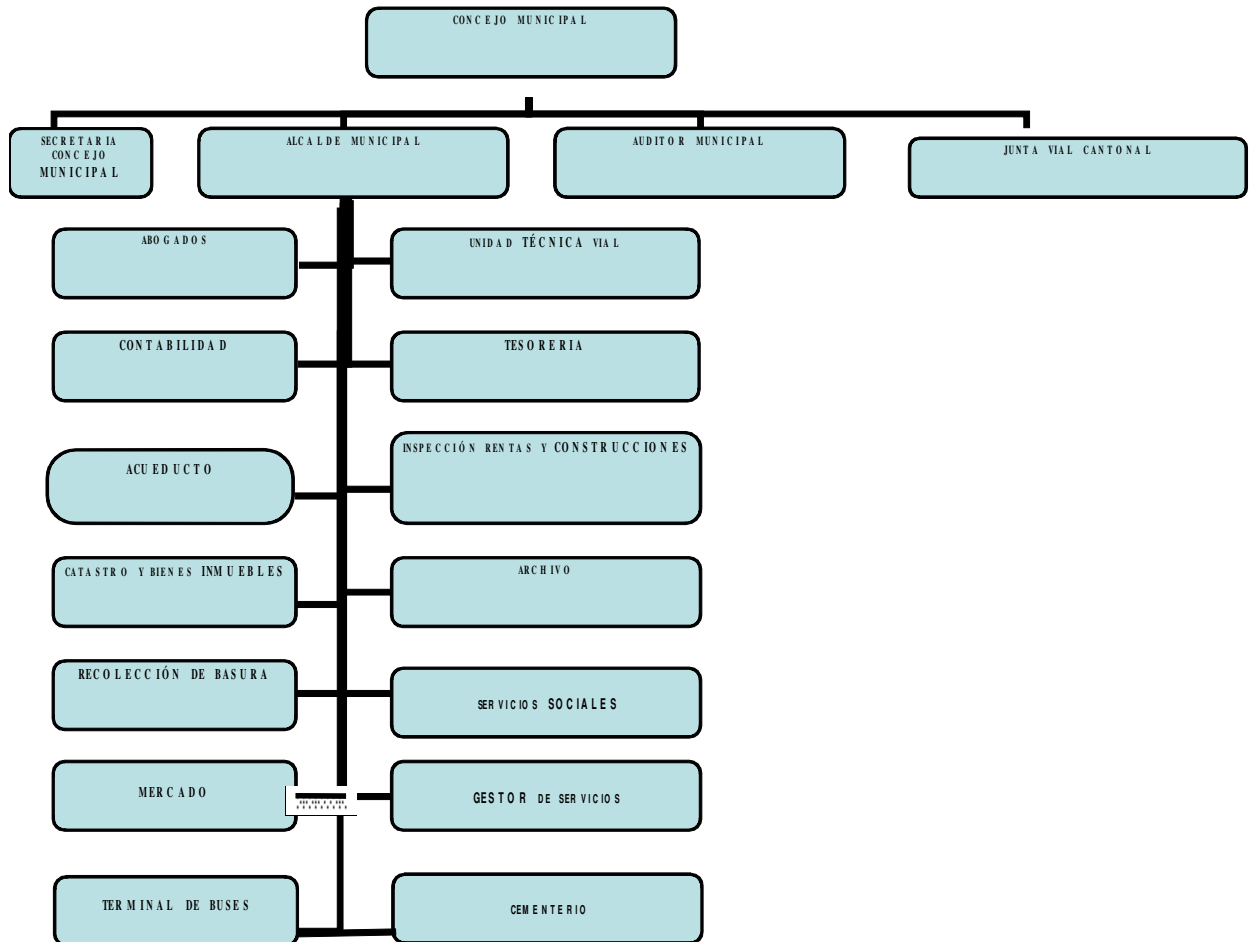 CONCEJO MUNICIPAL
SECRETARIA
CONCEJO
MUNICIPAL
ALCALDE MUNICIPAL
AUDITOR MUNICIPAL
JUNTA VIAL CANTONAL
ABOGADOS
UNIDAD TÉCNICA VIAL
CONTABILIDAD
TESORERIA
ACUEDUCTO
INSPECCIÓN RENTAS Y CONSTRUCCIONES
CATASTRO Y BIENES INMUEBLES
ARCHIVO
RECOLECCIÓN DE BASURA
SERVICIOS SOCIALES
MERCADO
GESTOR DE SERVICIOS
TERMINAL DE BUSES
CEMENTERIO